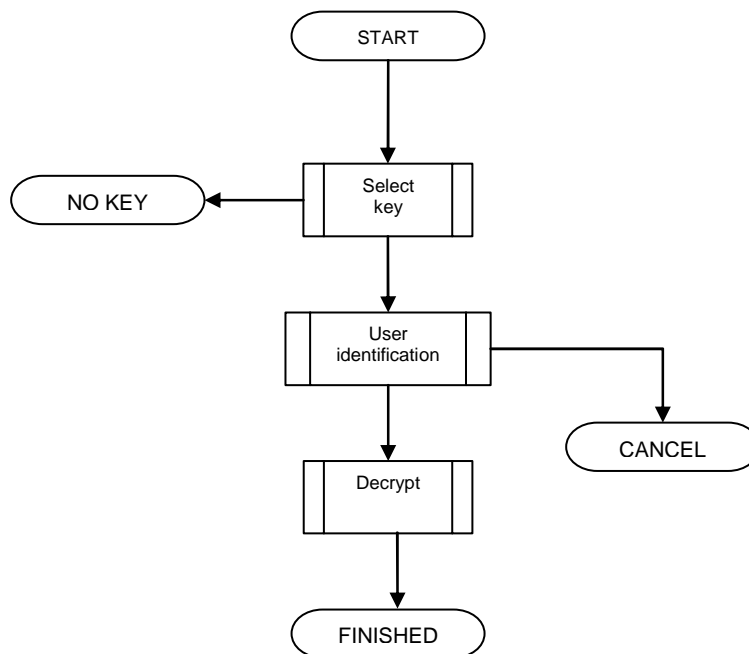 START
Select
key
NO KEY
User
identification
CANCEL
Decrypt
FINISHED